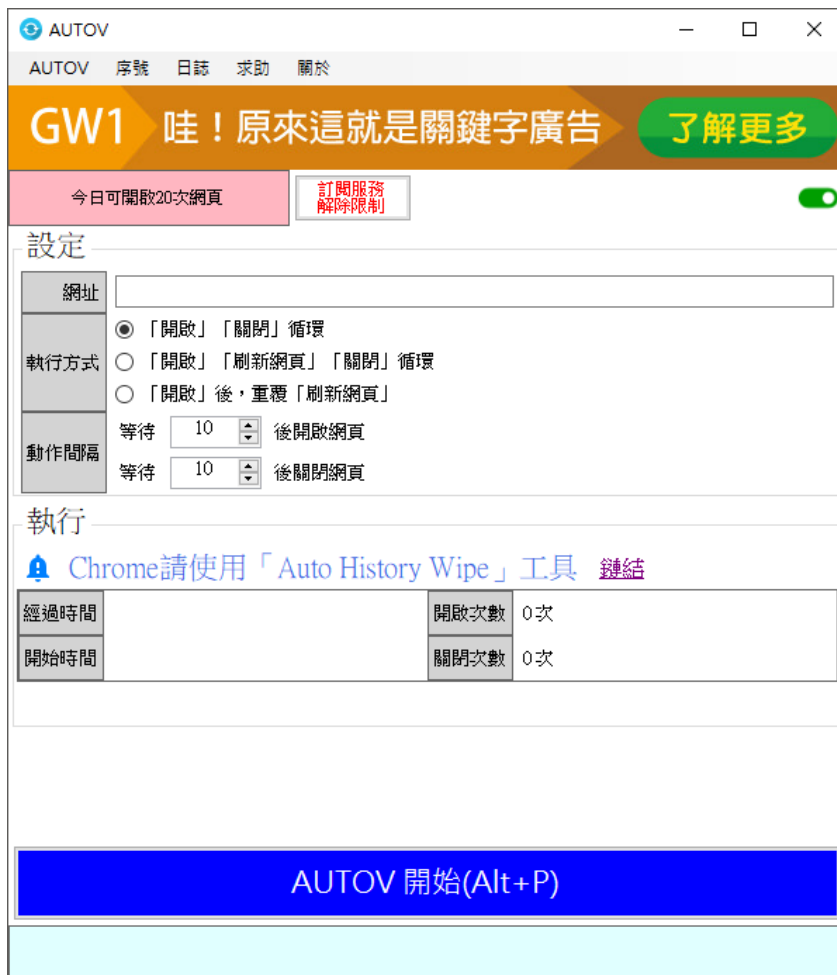 AUTOV
AUTOV 序號 日誌 求助 關於
GW1 哇！原來這就是關鍵字廣告 了解更多
今日可開啟20次網頁
訂閱服務
解除限制
設定
網址
執行方式
「開啟」「關閉」循環
「開啟」「刷新網頁」「關閉」循環
「開啟」後，重覆「刷新網頁」
動作間隔
等待 10 後開啟網頁
等待 10 後關閉網頁
執行
Chrome請使用「Auto History Wipe」工具 鏈結
經過時間 開啟次數 0次
開始時間 關閉次數 0次
AUTOV 開始(Alt+P)